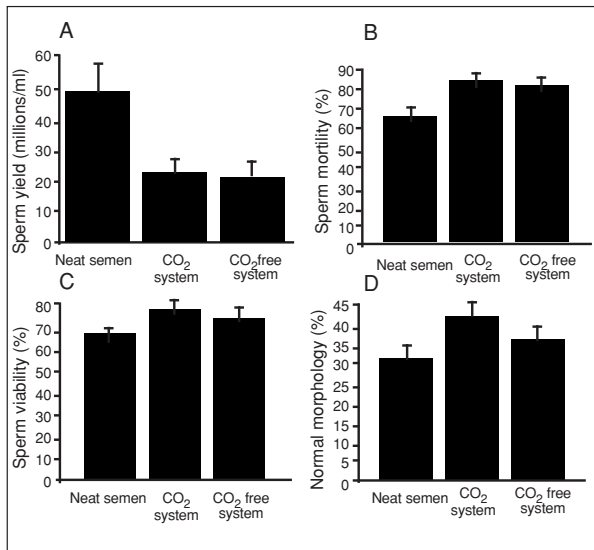 A
Sperm yield (millions/ml)
60
50
40
30
20
10
0
Neat semen
CO2
system
CO2free
system
B
Sperm mortility (%)
90
80
70
60
50
40
30
20
10
0
Neat semen
CO2
system
CO2 free
system
C
Sperm viability (%)
80
70
60
50
40
30
20
10
0
Neat semen
CO2
system
CO2 free
system
D
Normal morphology (%)
45
40
35
30
25
20
15
10
5
0
Neat semen
CO2
system
CO2 free
system